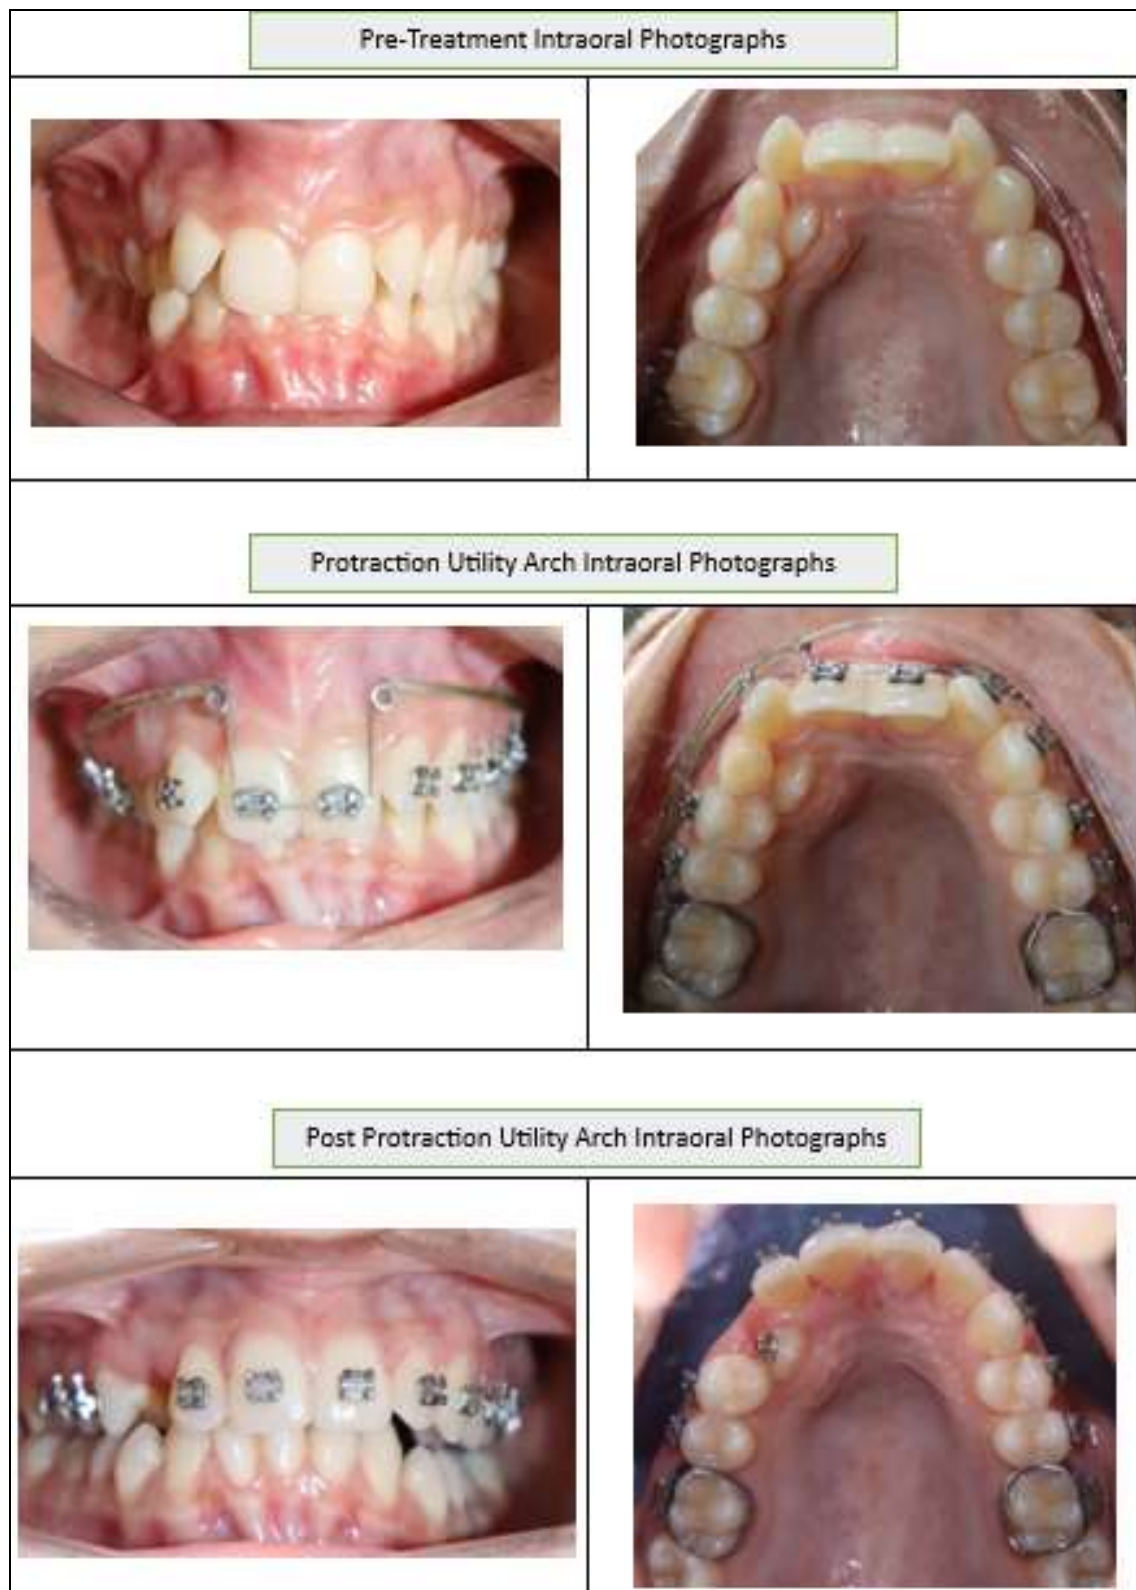 Pre-Treatment Intraoral Photographs
Protraction Utility Arch Intraoral Photographs
Post Protraction Utility Arch Intraoral Photographs